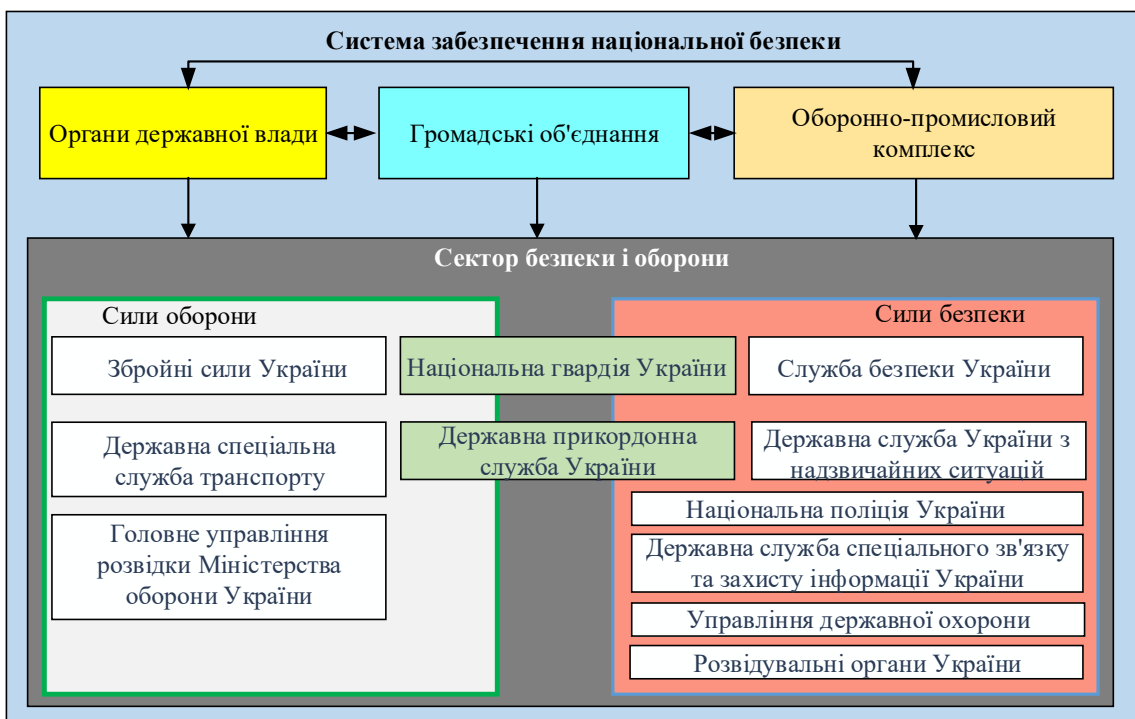 Система забезпечення національної безпеки
Органи державної влади
Громадські об'єднання
Оборонно-промисловий
комплекс
Сектор безпеки і оборони
Сили оборони
Збройні сили України
Державна спеціальна
служба транспорту
Головне управління
розвідки Міністерства
оборони України
Національна гвардія України
Державна прикордонна
служба України
Сили безпеки
Служба безпеки України
Державна служба України з
надзвичайних ситуацій
Національна поліція України
Державна служба спеціального зв'язку
та захисту інформації України
Управління державної охорони
Розвідувальні органи України